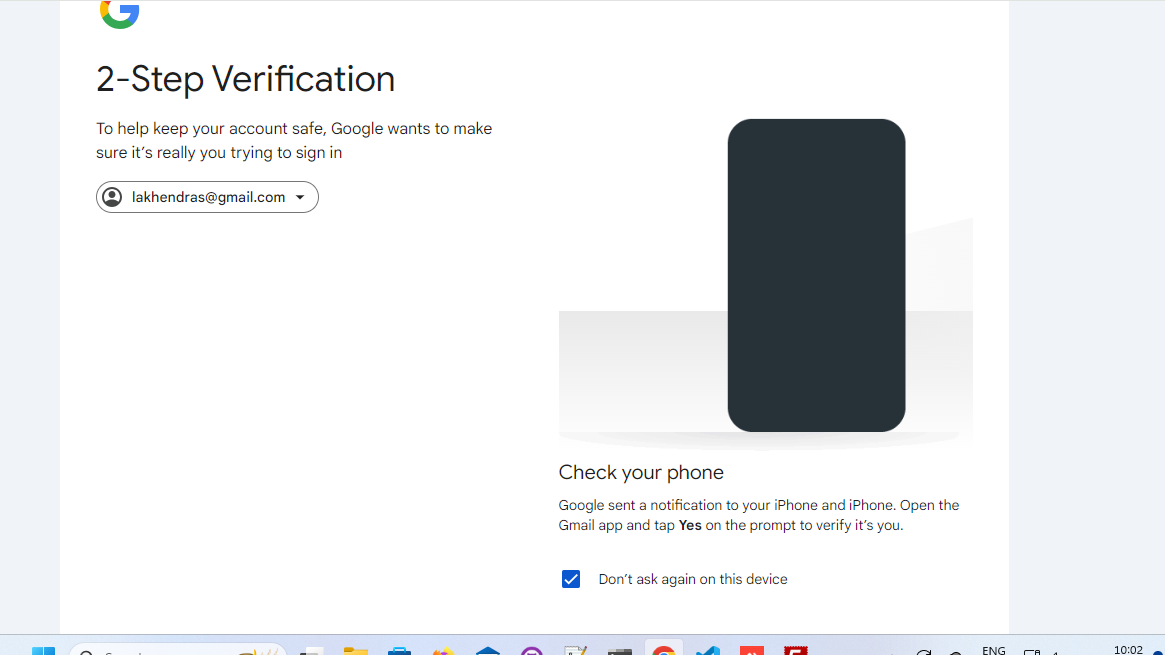 2-Step Verification
To help keep your account safe, Google wants to make
sure it’s really you trying to sign in
lakhendras@gmail.com
Check your phone
Google sent a notification to your iPhone and iPhone. Open the
Gmail app and tap Yes on the prompt to verify it’s you.
Don’t ask again on this device
ENG
10:02